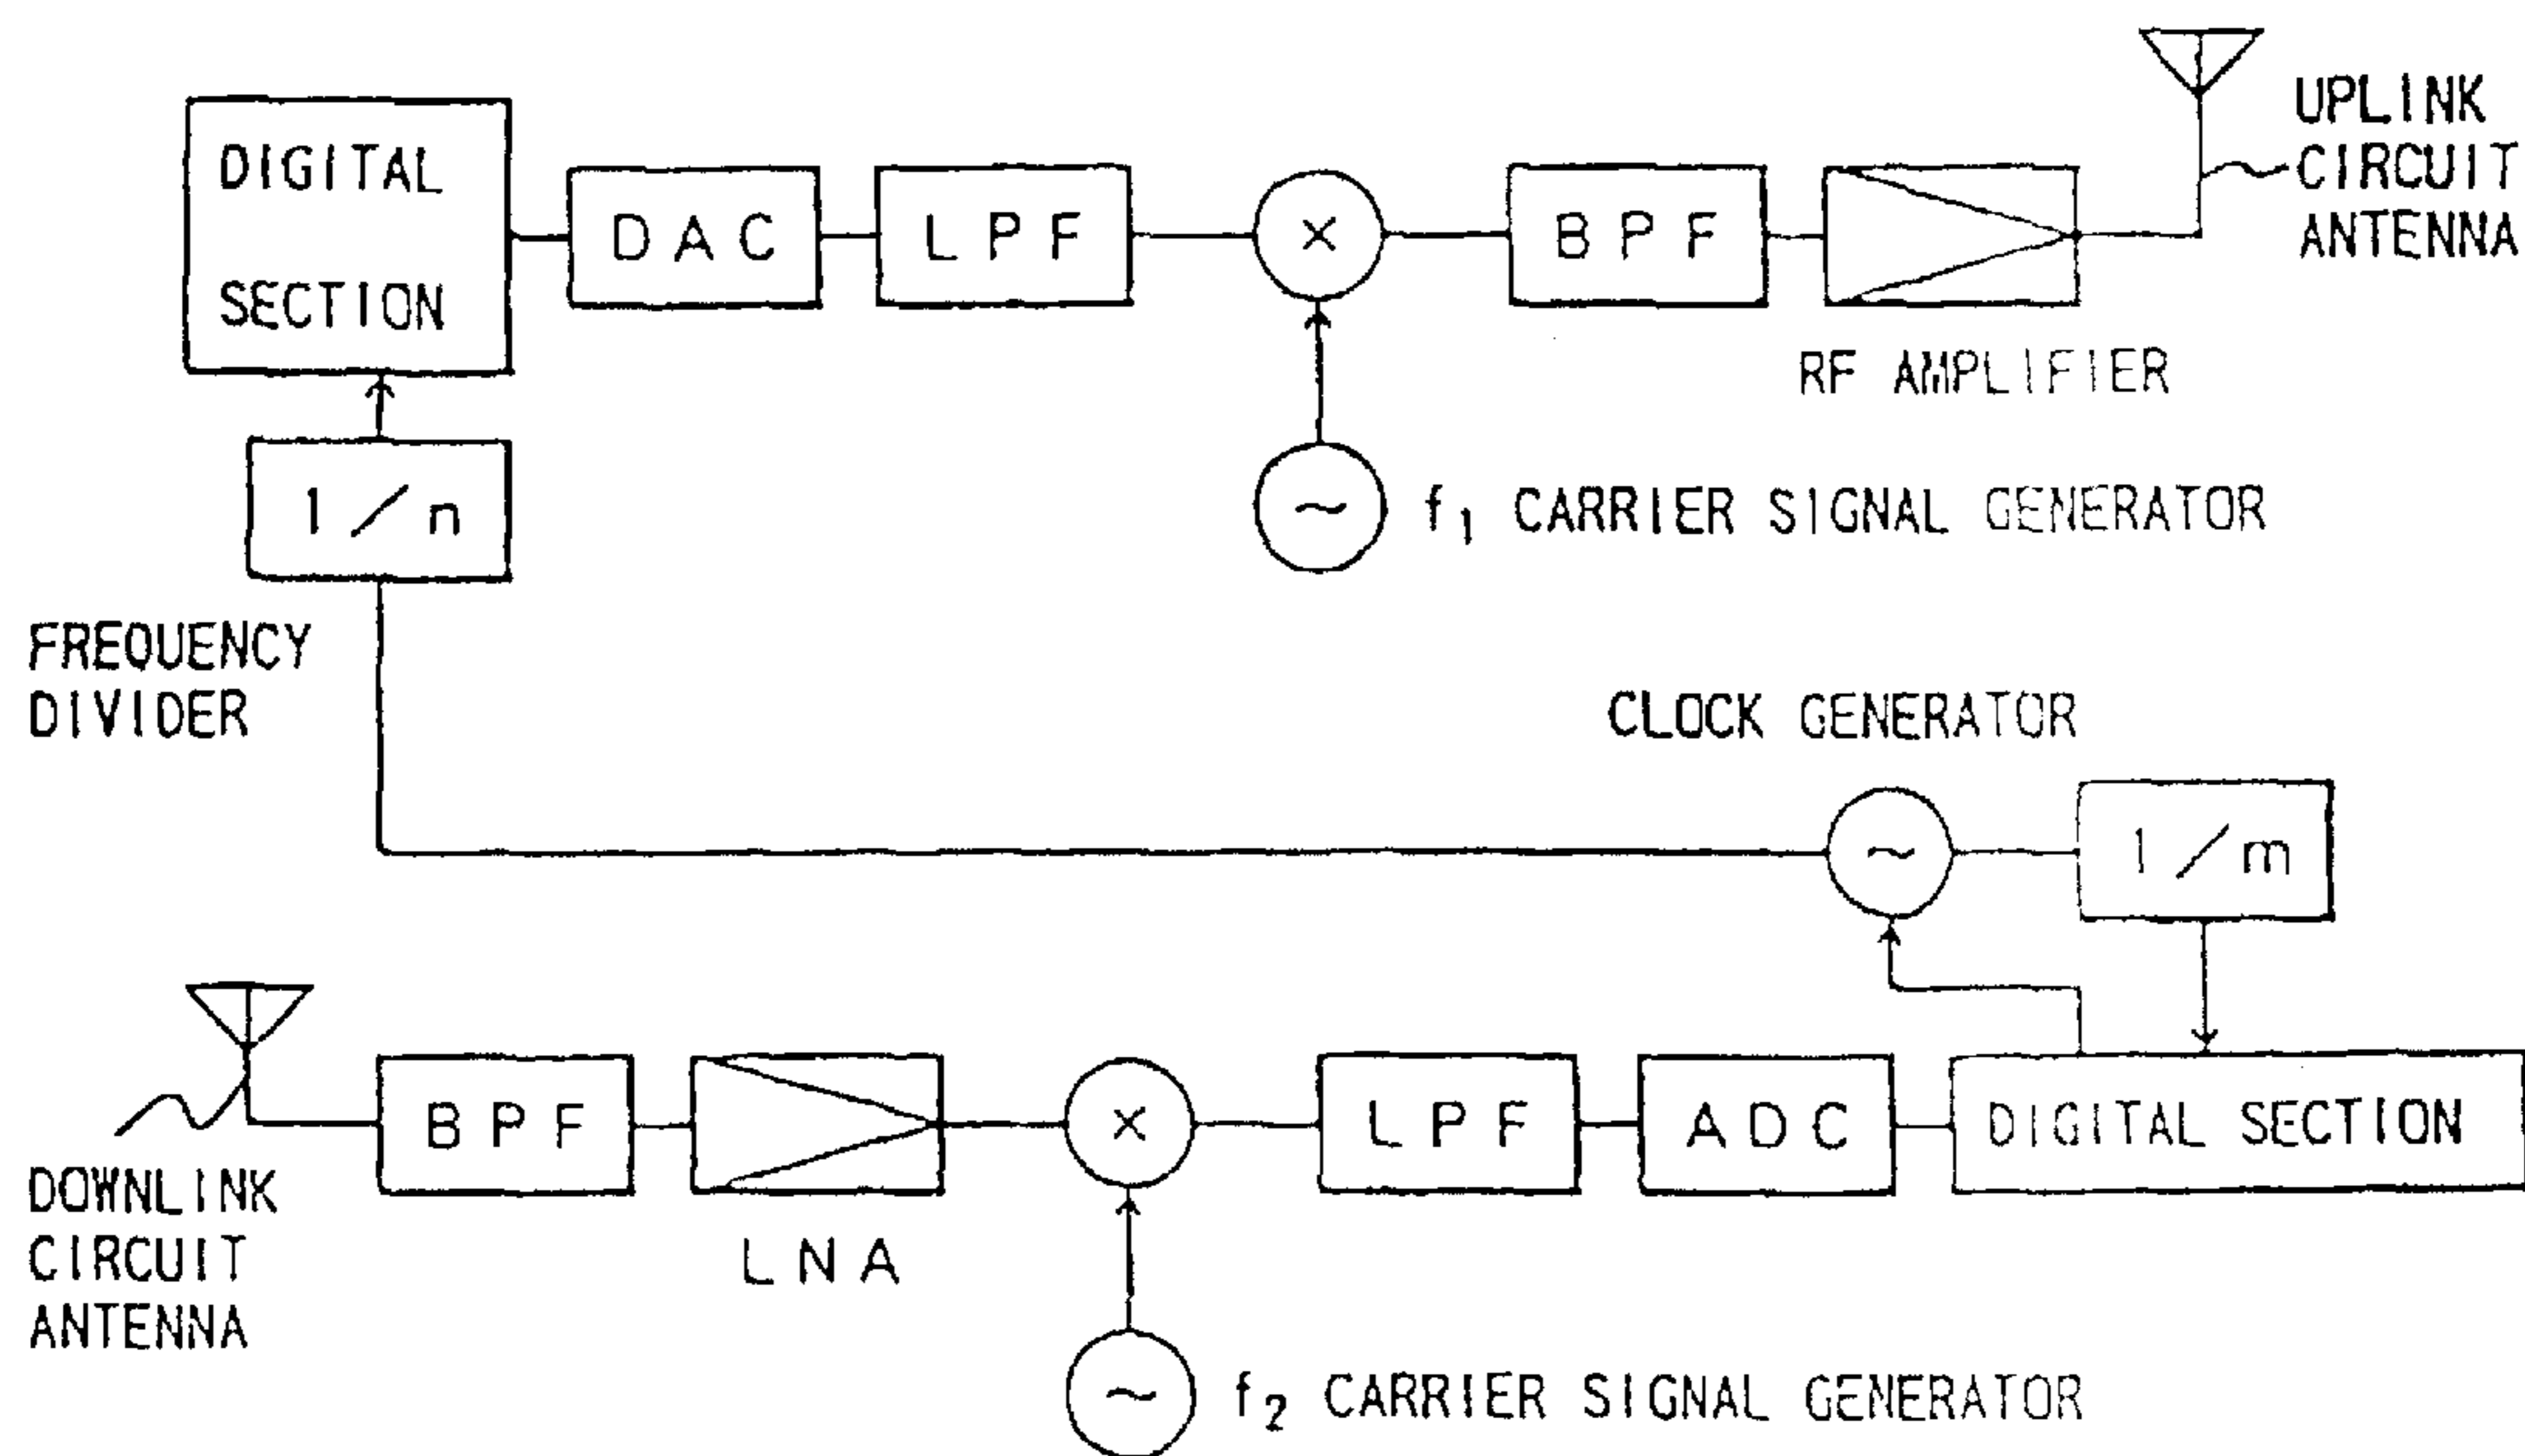 DIGITAL
SECTION
DAC
LPF
×
BPF
UPLINK
CIRCUIT
ANTENNA
RF AMPLIFIER
1/n
~
f₁ CARRIER SIGNAL GENERATOR
FREQUENCY
DIVIDER
CLOCK GENERATOR
~
1/m
BPF
×
LPF
ADC
DIGITAL SECTION
DOWNLINK
CIRCUIT
ANTENNA
LNA
~
f₂ CARRIER SIGNAL GENERATOR